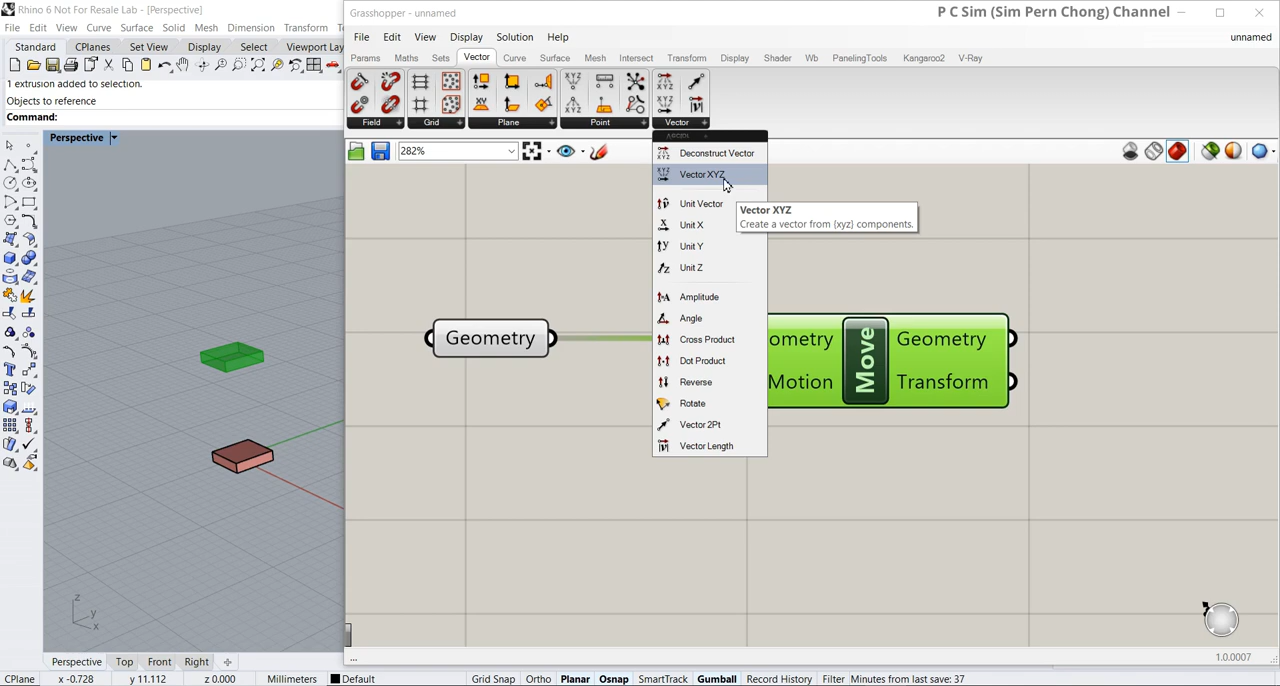 Rhino 6 Not For Resale Lab - [Perspective]
File Edit View Curve Surface Solid Mesh Dimension Transform T
Standard CPlanes Set View Display Select Viewport Lay
1 extrusion added to selection.
Objects to reference
Command:
Perspective
Grasshopper - unnamed
P C Sim (Sim Pern Chong) Channel
File Edit View Display Solution Help
unnamed
Params Maths Sets Vector Curve Surface Mesh Intersect Transform Display Shader Wb PanelingTools Kangaroo2 V-Ray
Field Grid Plane Point Vector
282%
Deconstruct Vector
Vector XYZ
Unit Vector
Unit X
Unit Y
Unit Z
Amplitude
Angle
Cross Product
Dot Product
Reverse
Rotate
Vector 2Pt
Vector Length
Vector XYZ
Create a vector from {xyz} components.
Geometry
ometry
Motion
Move
Geometry
Transform
z
y
x
...
1.0.0007
Perspective Top Front Right
CPlane x -0.728 y 11.112 z 0.000 Millimeters Default Grid Snap Ortho Planar Osnap SmartTrack Gumball Record History Filter Minutes from last save: 37